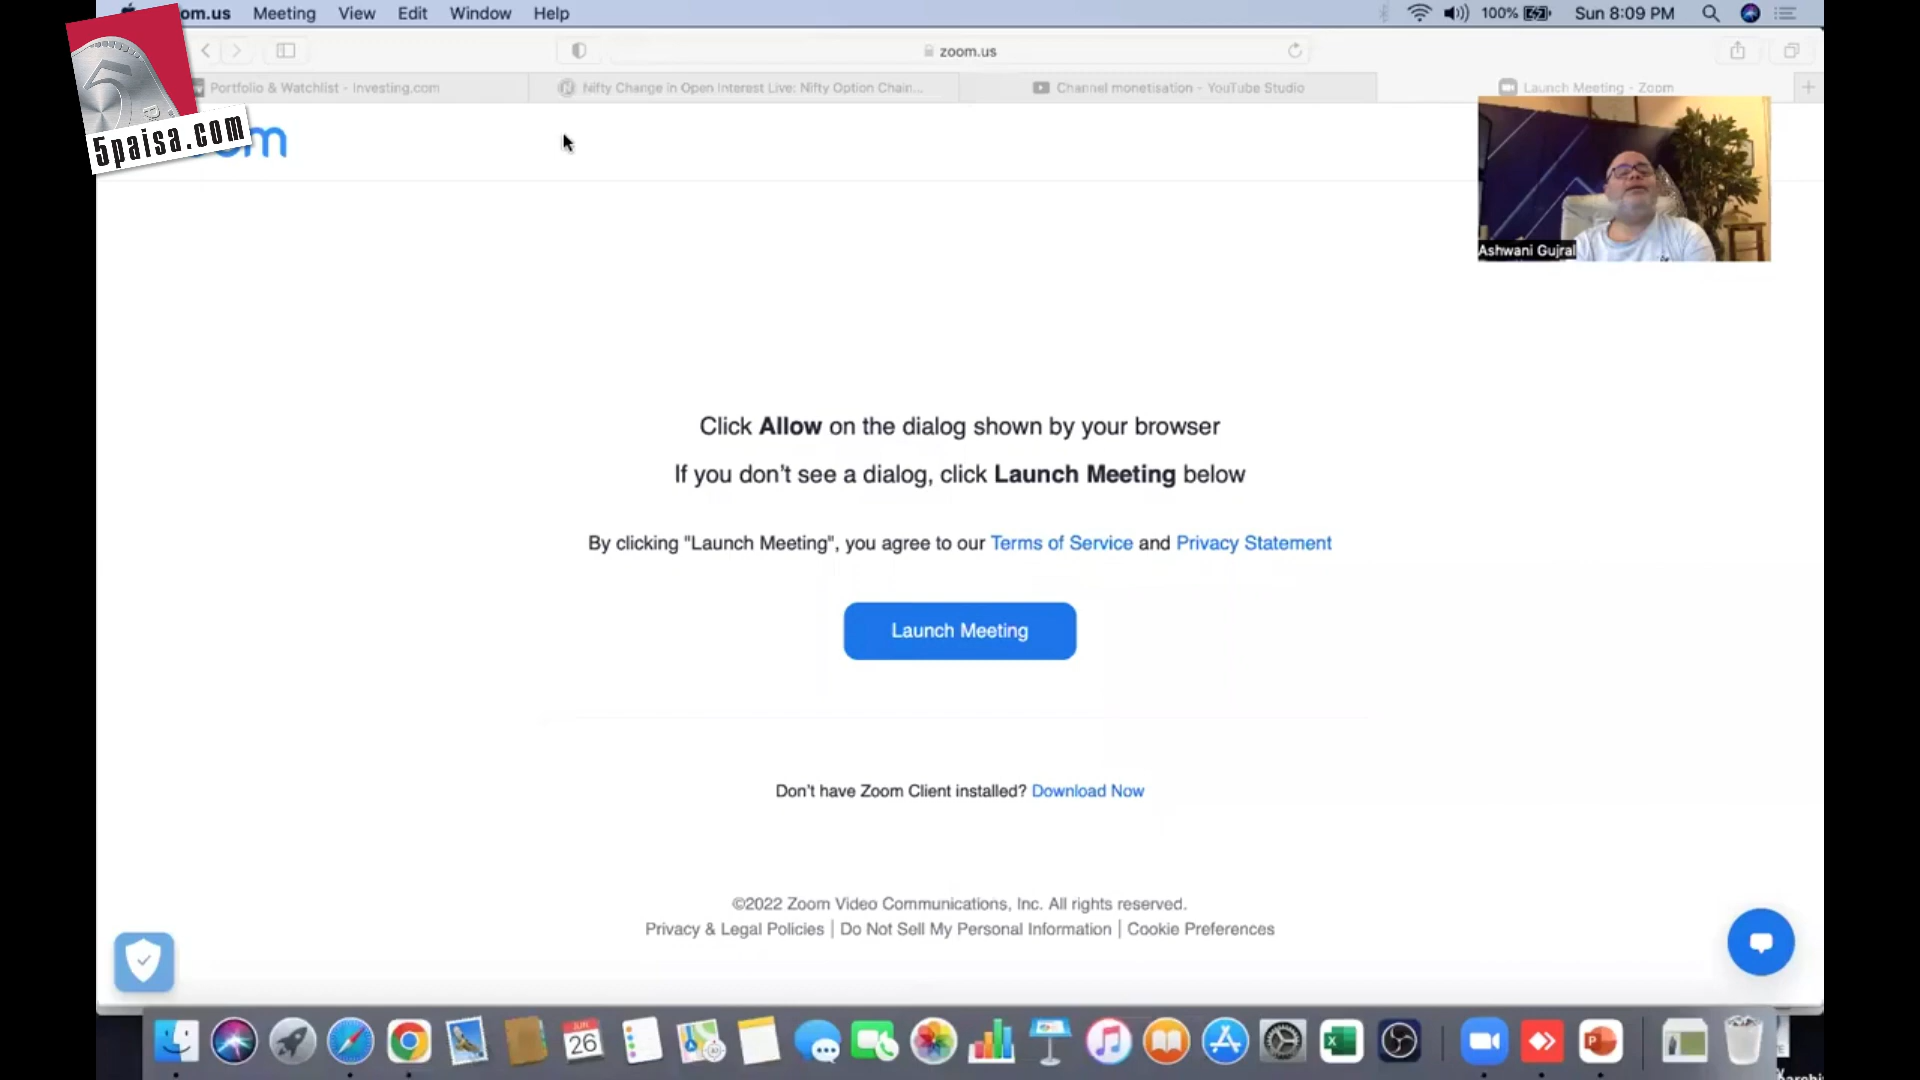 om.us Meeting View Edit Window Help 100% Sun 8:09 PM
zoom.us
Portfolio & Watchlist - Investing.com Nifty Change in Open Interest Live: Nifty Option Chain... Channel monetisation - YouTube Studio Launch Meeting - Zoom
5
5paisa.com
om
Ashwani Gujral
Click Allow on the dialog shown by your browser
If you don't see a dialog, click Launch Meeting below
By clicking "Launch Meeting", you agree to our Terms of Service and Privacy Statement
Launch Meeting
Don't have Zoom Client installed? Download Now
©2022 Zoom Video Communications, Inc. All rights reserved.
Privacy & Legal Policies | Do Not Sell My Personal Information | Cookie Preferences
JUN
26